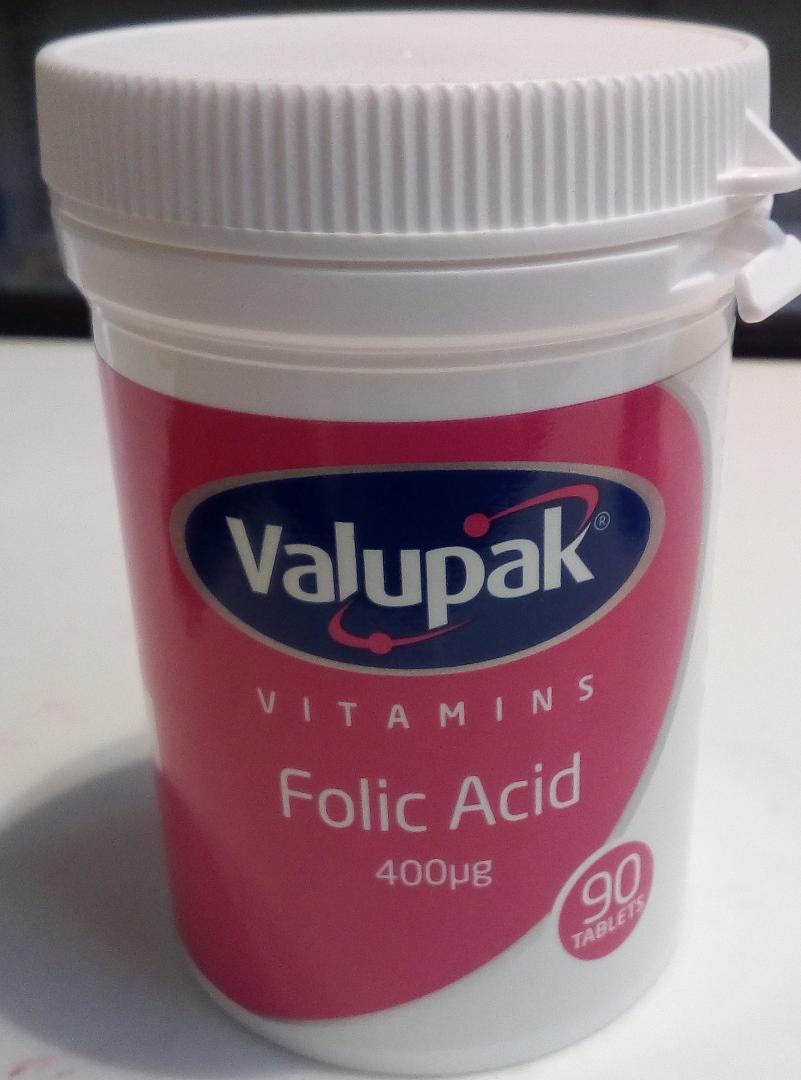 Valupak®
VITAMINS
Folic Acid
400µg
90
TABLETS